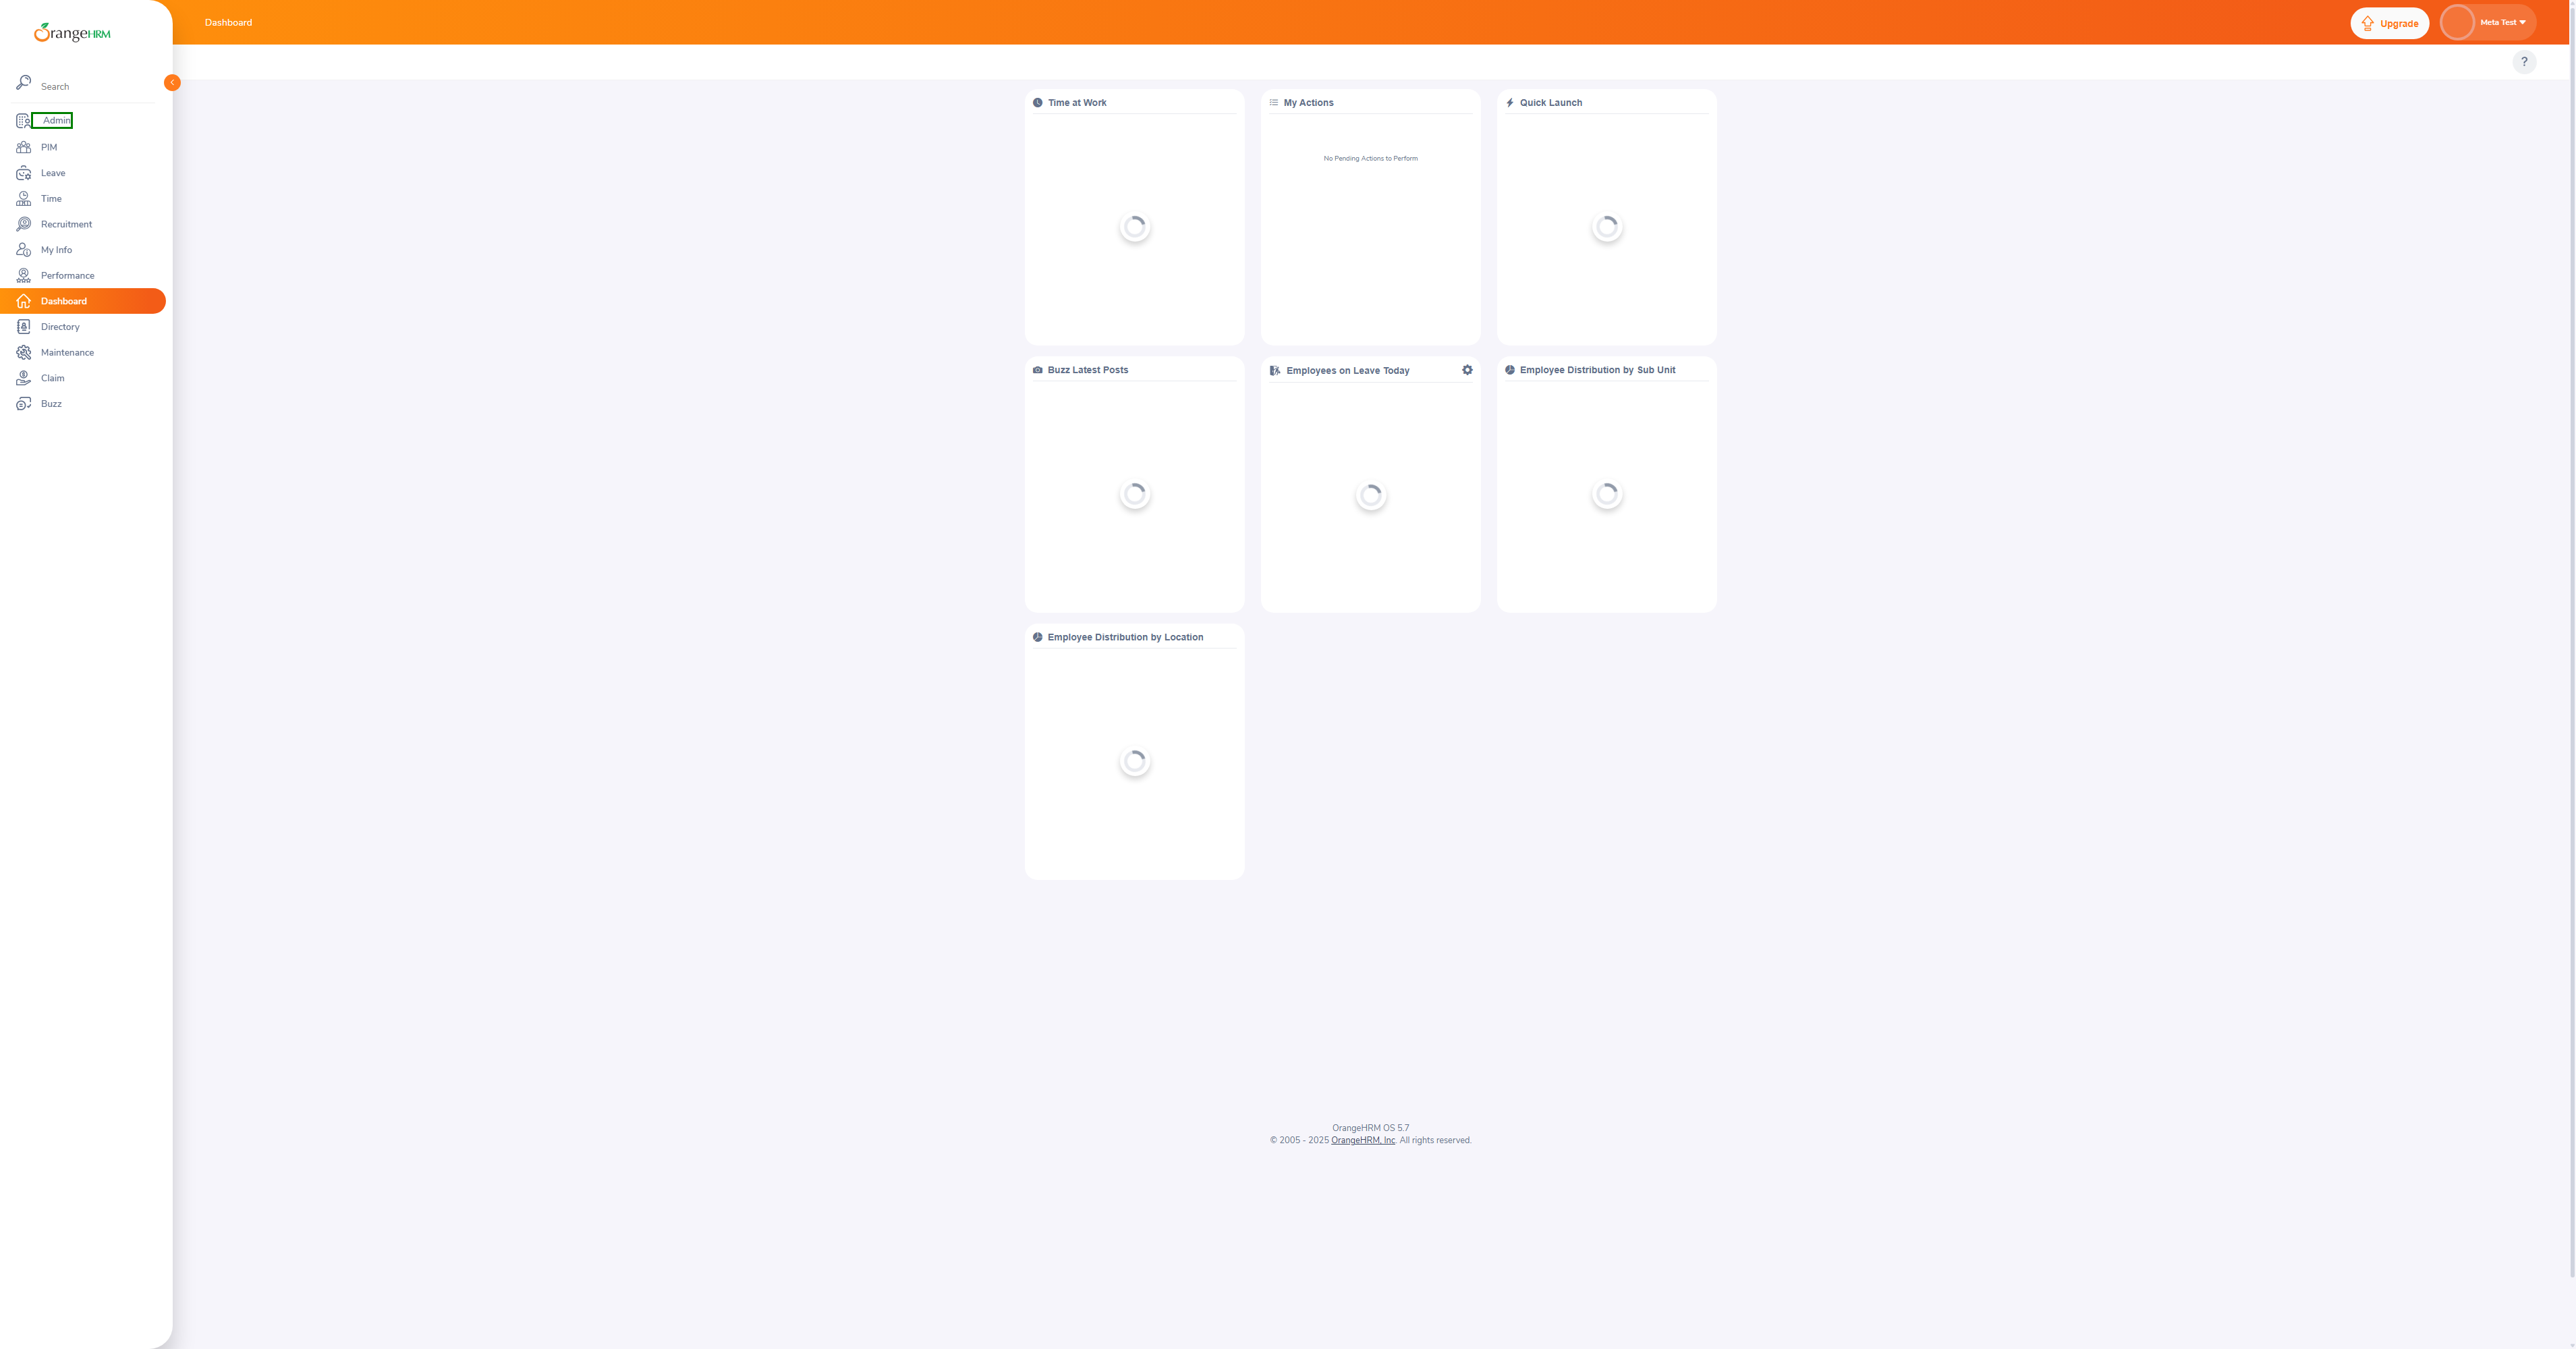 OrangeHRM
Search
Admin
PIM
Leave
Time
Recruitment
My Info
Performance
Dashboard
Directory
Maintenance
Claim
Buzz
Dashboard
Upgrade
Meta Test
?
Time at Work
My Actions
No Pending Actions to Perform
Quick Launch
Buzz Latest Posts
Employees on Leave Today
Employee Distribution by Sub Unit
Employee Distribution by Location
OrangeHRM OS 5.7
© 2005 - 2025 OrangeHRM, Inc. All rights reserved.